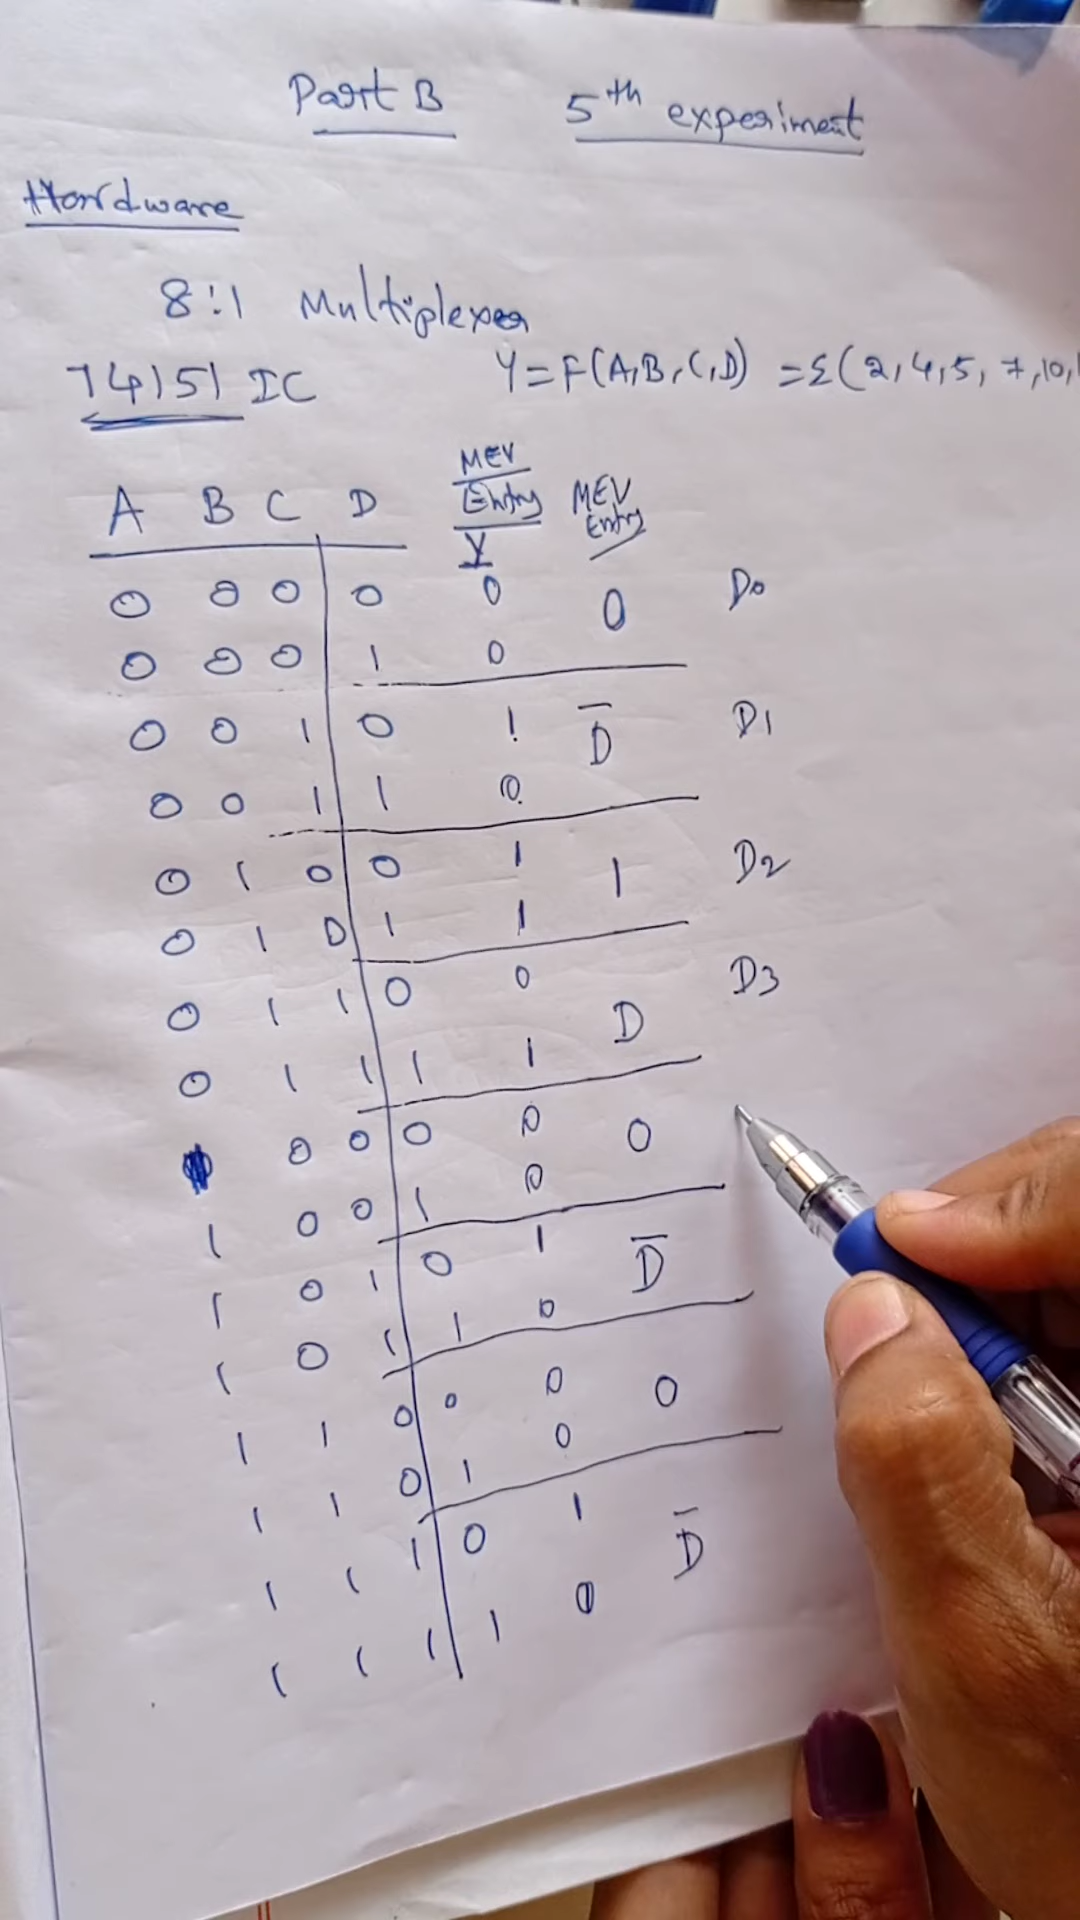 Part B 5th experiment
Hardware
8:1 Multiplexer
74151 IC Y=F(A,B,C,D) =Σ(2,4,5,7,10,
A B C D MEV Entry Y MEV Entry
0 0 0 0 0 0 D0
0 0 0 1 0
0 0 1 0 1 D̅ D1
0 0 1 1 0
0 1 0 0 1 1 D2
0 1 0 1 1
0 1 1 0 0 D3
0 1 1 1 1 D
0 0 0 0 0
1 0 0 1 0
1 0 1 0 1 D̅
1 0 1 1 0
1 1 0 0 0 0
1 1 0 1 0
1 1 1 0 1 D̅
1 1 1 1 0